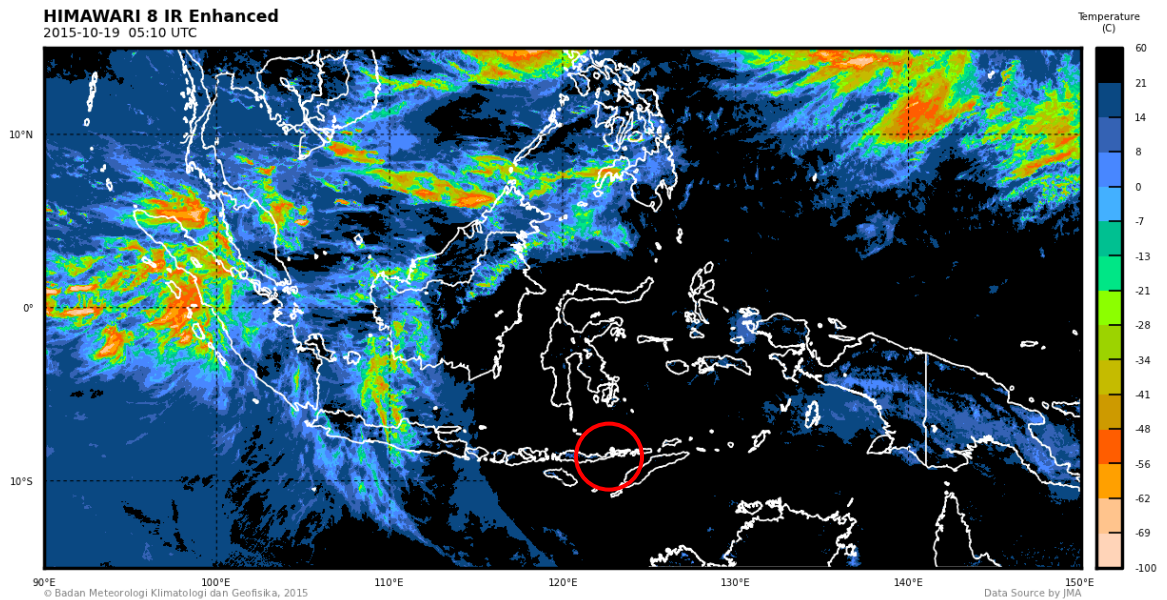 HIMAWARI 8 IR Enhanced
2015-10-19 05:10 UTC
Temperature
(C)
60
21
14
8
0
-7
-13
-21
-28
-34
-41
-48
-56
-62
-69
-100
10°N
0°
10°S
90°E
100°E
110°E
120°E
130°E
140°E
150°E
© Badan Meteorologi Klimatologi dan Geofisika, 2015
Data Source by JMA